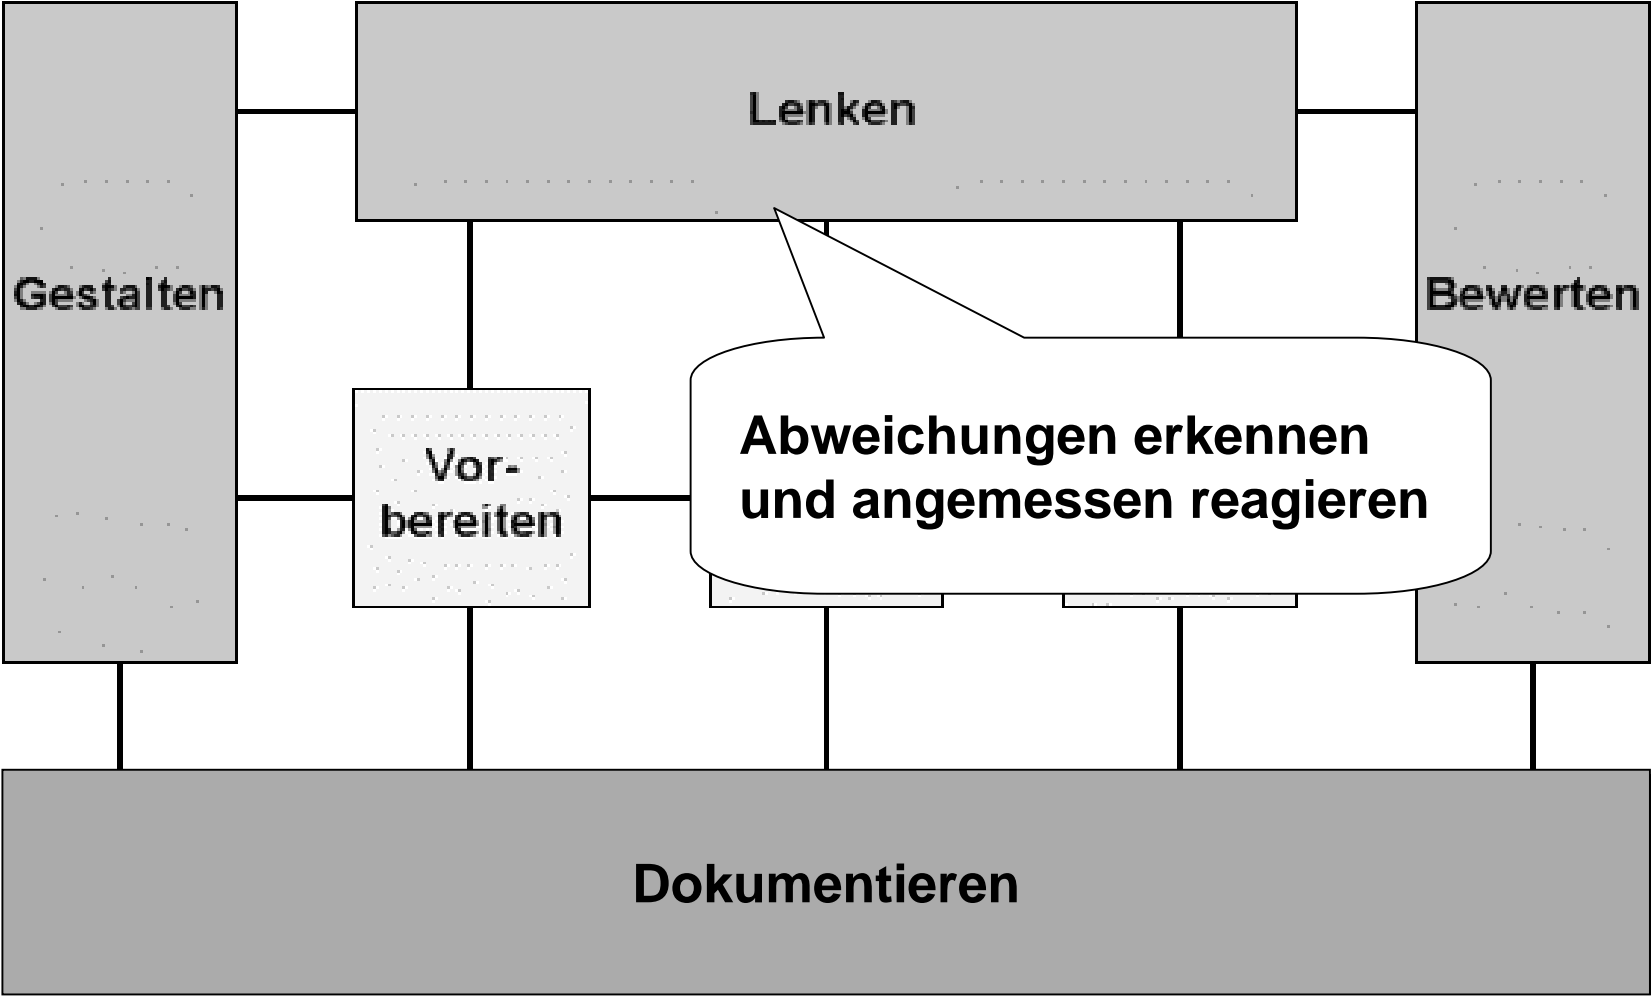 Lenken
Gestalten
Bewerten
Vor-
bereiten
Abweichungen erkennen
und angemessen reagieren
Dokumentieren